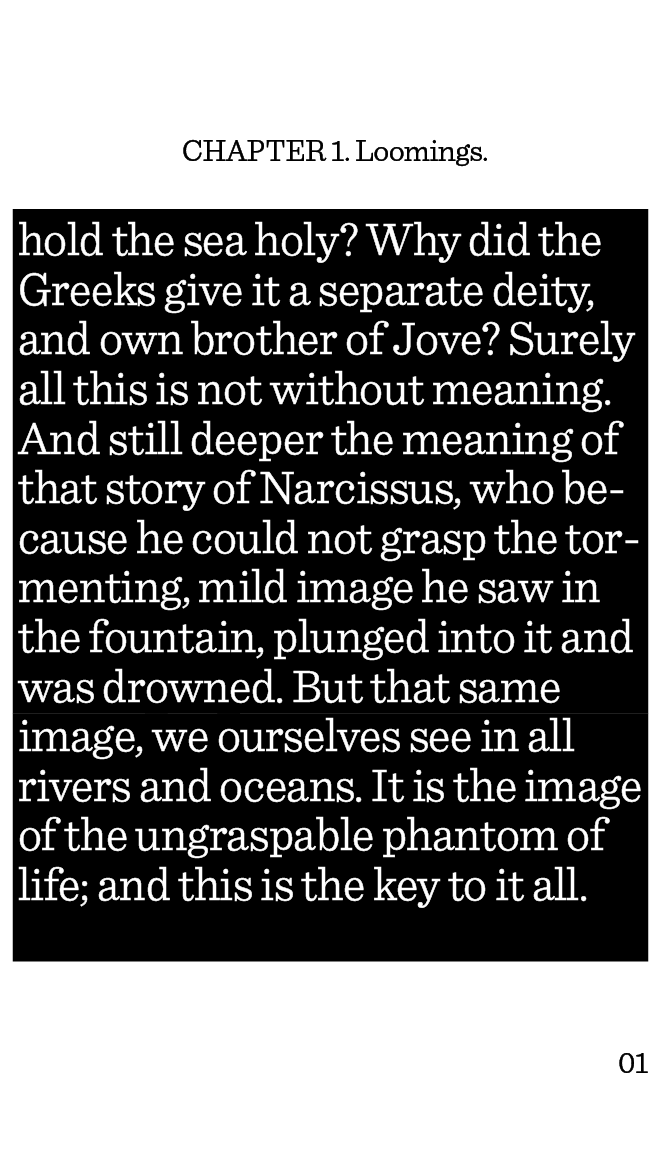 CHAPTER 1. Loomings.
hold the sea holy? Why did the
Greeks give it a separate deity,
and own brother of Jove? Surely
all this is not without meaning.
And still deeper the meaning of
that story of Narcissus, who be-
cause he could not grasp the tor-
menting, mild image he saw in
the fountain, plunged into it and
was drowned. But that same
image, we ourselves see in all
rivers and oceans. It is the image
of the ungraspable phantom of
life; and this is the key to it all.
01